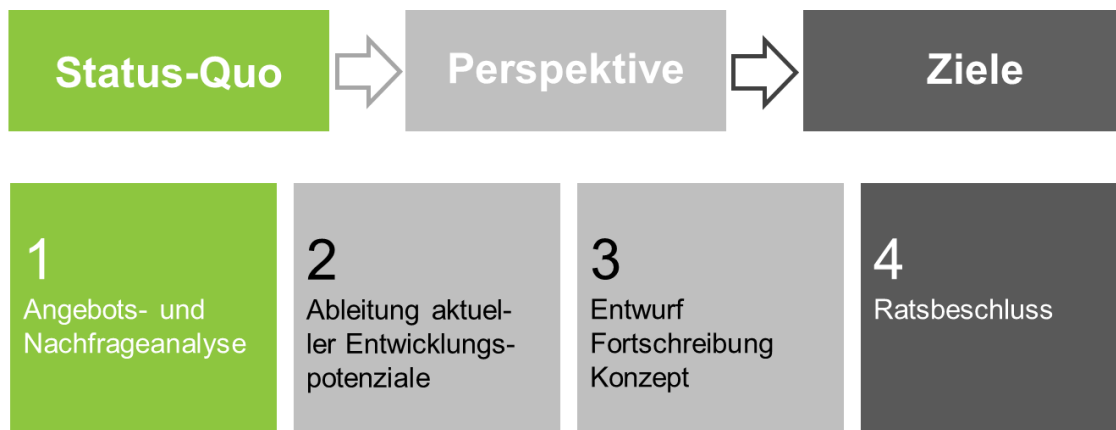 Status-Quo
Perspektive
Ziele
1
Angebots- und
Nachfrageanalyse
2
Ableitung aktuel-
ler Entwicklungs-
potenziale
3
Entwurf
Fortschreibung
Konzept
4
Ratsbeschluss